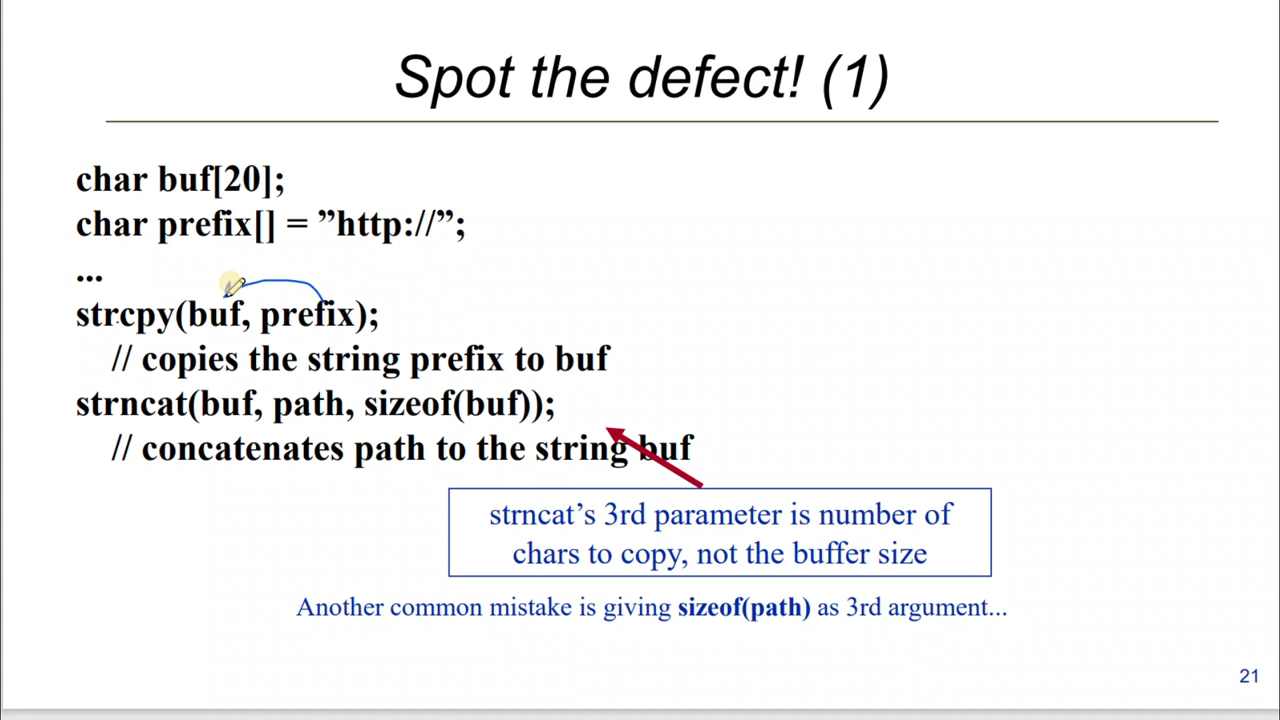 Spot the defect! (1)
char buf[20];
char prefix[] = ”http://”;
...
strcpy(buf, prefix);
// copies the string prefix to buf
strncat(buf, path, sizeof(buf));
// concatenates path to the string buf
strncat’s 3rd parameter is number of
chars to copy, not the buffer size
Another common mistake is giving sizeof(path) as 3rd argument...
21